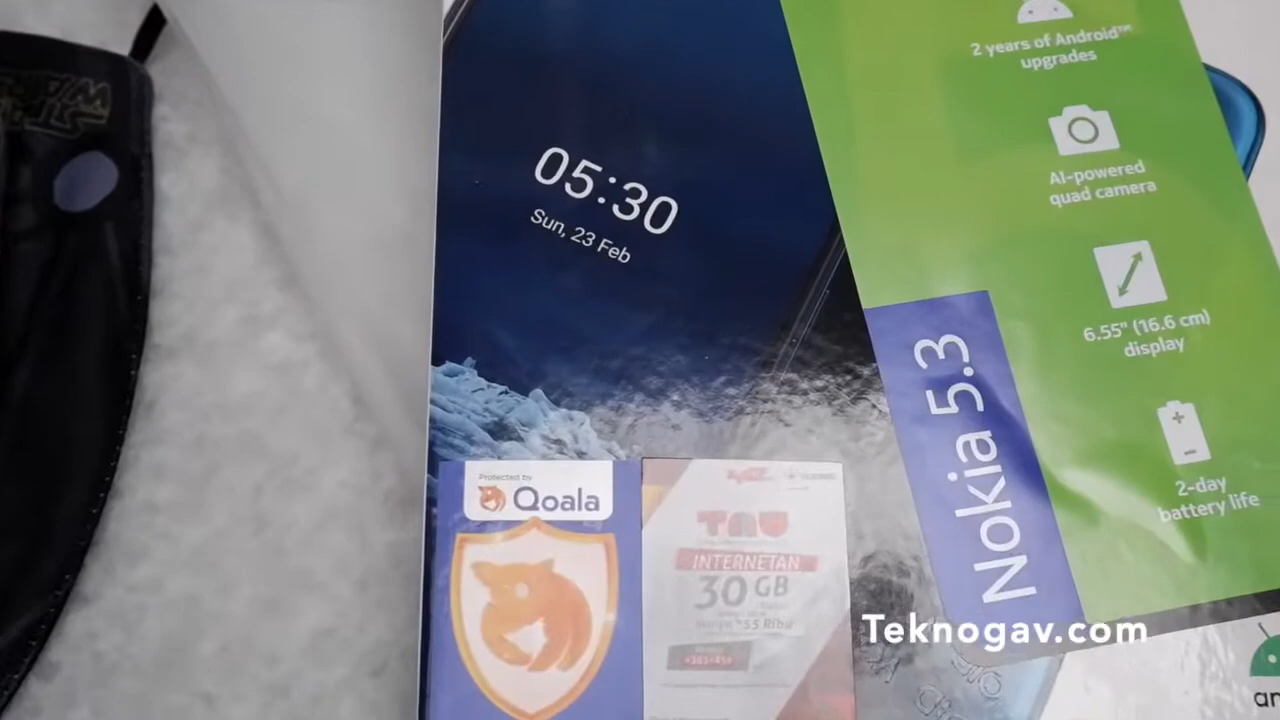 2 years of Android™
upgrades
AI-powered
quad camera
6.55" (16.6 cm)
display
2-day
battery life
Nokia 5.3
05:30
Sun, 23 Feb
Protected by
Qoala
TAU
INTERNETAN
30 GB
Teknogav.com